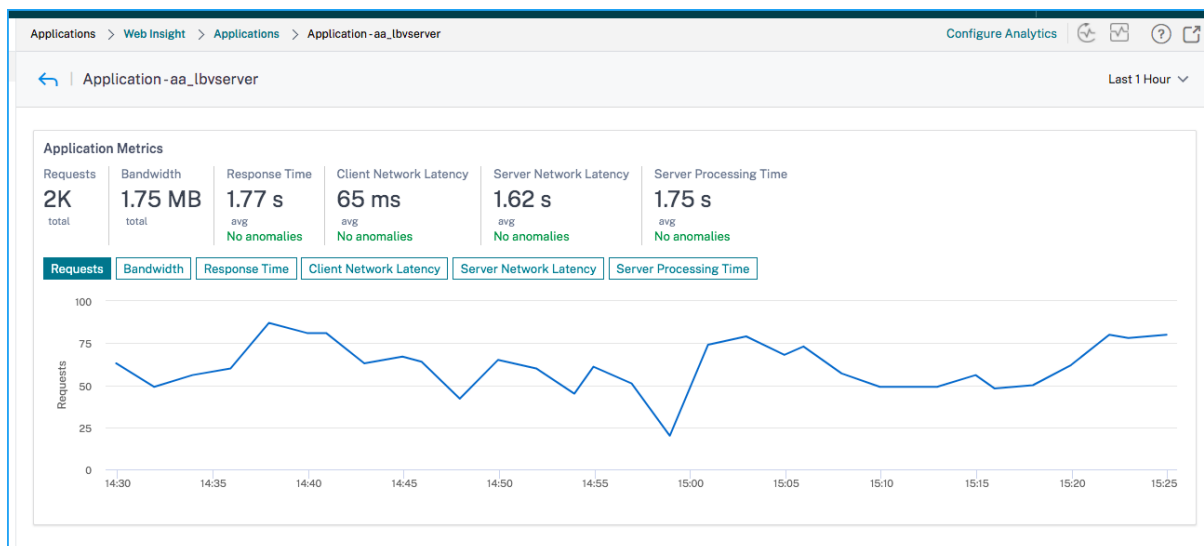 Applications > Web Insight > Applications > Application - aa_lbvserver
Configure Analytics
Application - aa_lbvserver
Last 1 Hour
Application Metrics
Requests
2K
total
Bandwidth
1.75 MB
total
Response Time
1.77 s
avg
No anomalies
Client Network Latency
65 ms
avg
No anomalies
Server Network Latency
1.62 s
avg
No anomalies
Server Processing Time
1.75 s
avg
No anomalies
Requests
Bandwidth
Response Time
Client Network Latency
Server Network Latency
Server Processing Time
Requests
100
75
50
25
0
14:30
14:35
14:40
14:45
14:50
14:55
15:00
15:05
15:10
15:15
15:20
15:25